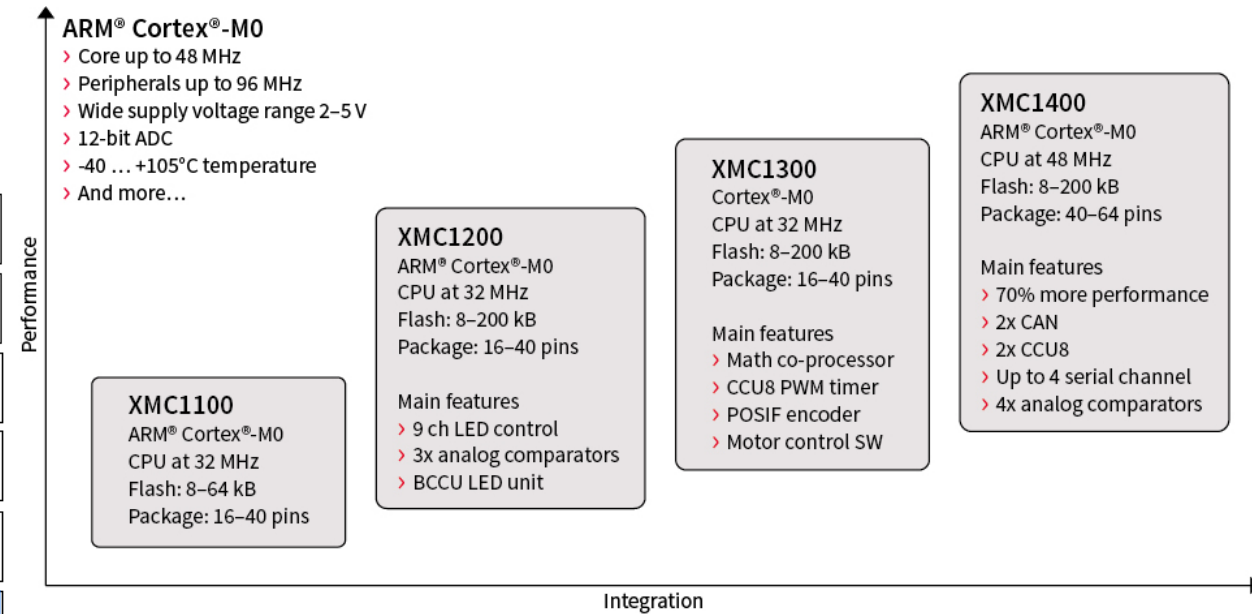 ARM® Cortex®-M0
› Core up to 48 MHz
› Peripherals up to 96 MHz
› Wide supply voltage range 2–5 V
› 12-bit ADC
› -40 … +105°C temperature
› And more…
Performance
XMC1100
ARM® Cortex®-M0
CPU at 32 MHz
Flash: 8–64 kB
Package: 16–40 pins
XMC1200
ARM® Cortex®-M0
CPU at 32 MHz
Flash: 8–200 kB
Package: 16–40 pins
Main features
› 9 ch LED control
› 3x analog comparators
› BCCU LED unit
XMC1300
Cortex®-M0
CPU at 32 MHz
Flash: 8–200 kB
Package: 16–40 pins
Main features
› Math co-processor
› CCU8 PWM timer
› POSIF encoder
› Motor control SW
XMC1400
ARM® Cortex®-M0
CPU at 48 MHz
Flash: 8–200 kB
Package: 40–64 pins
Main features
› 70% more performance
› 2x CAN
› 2x CCU8
› Up to 4 serial channel
› 4x analog comparators
Integration